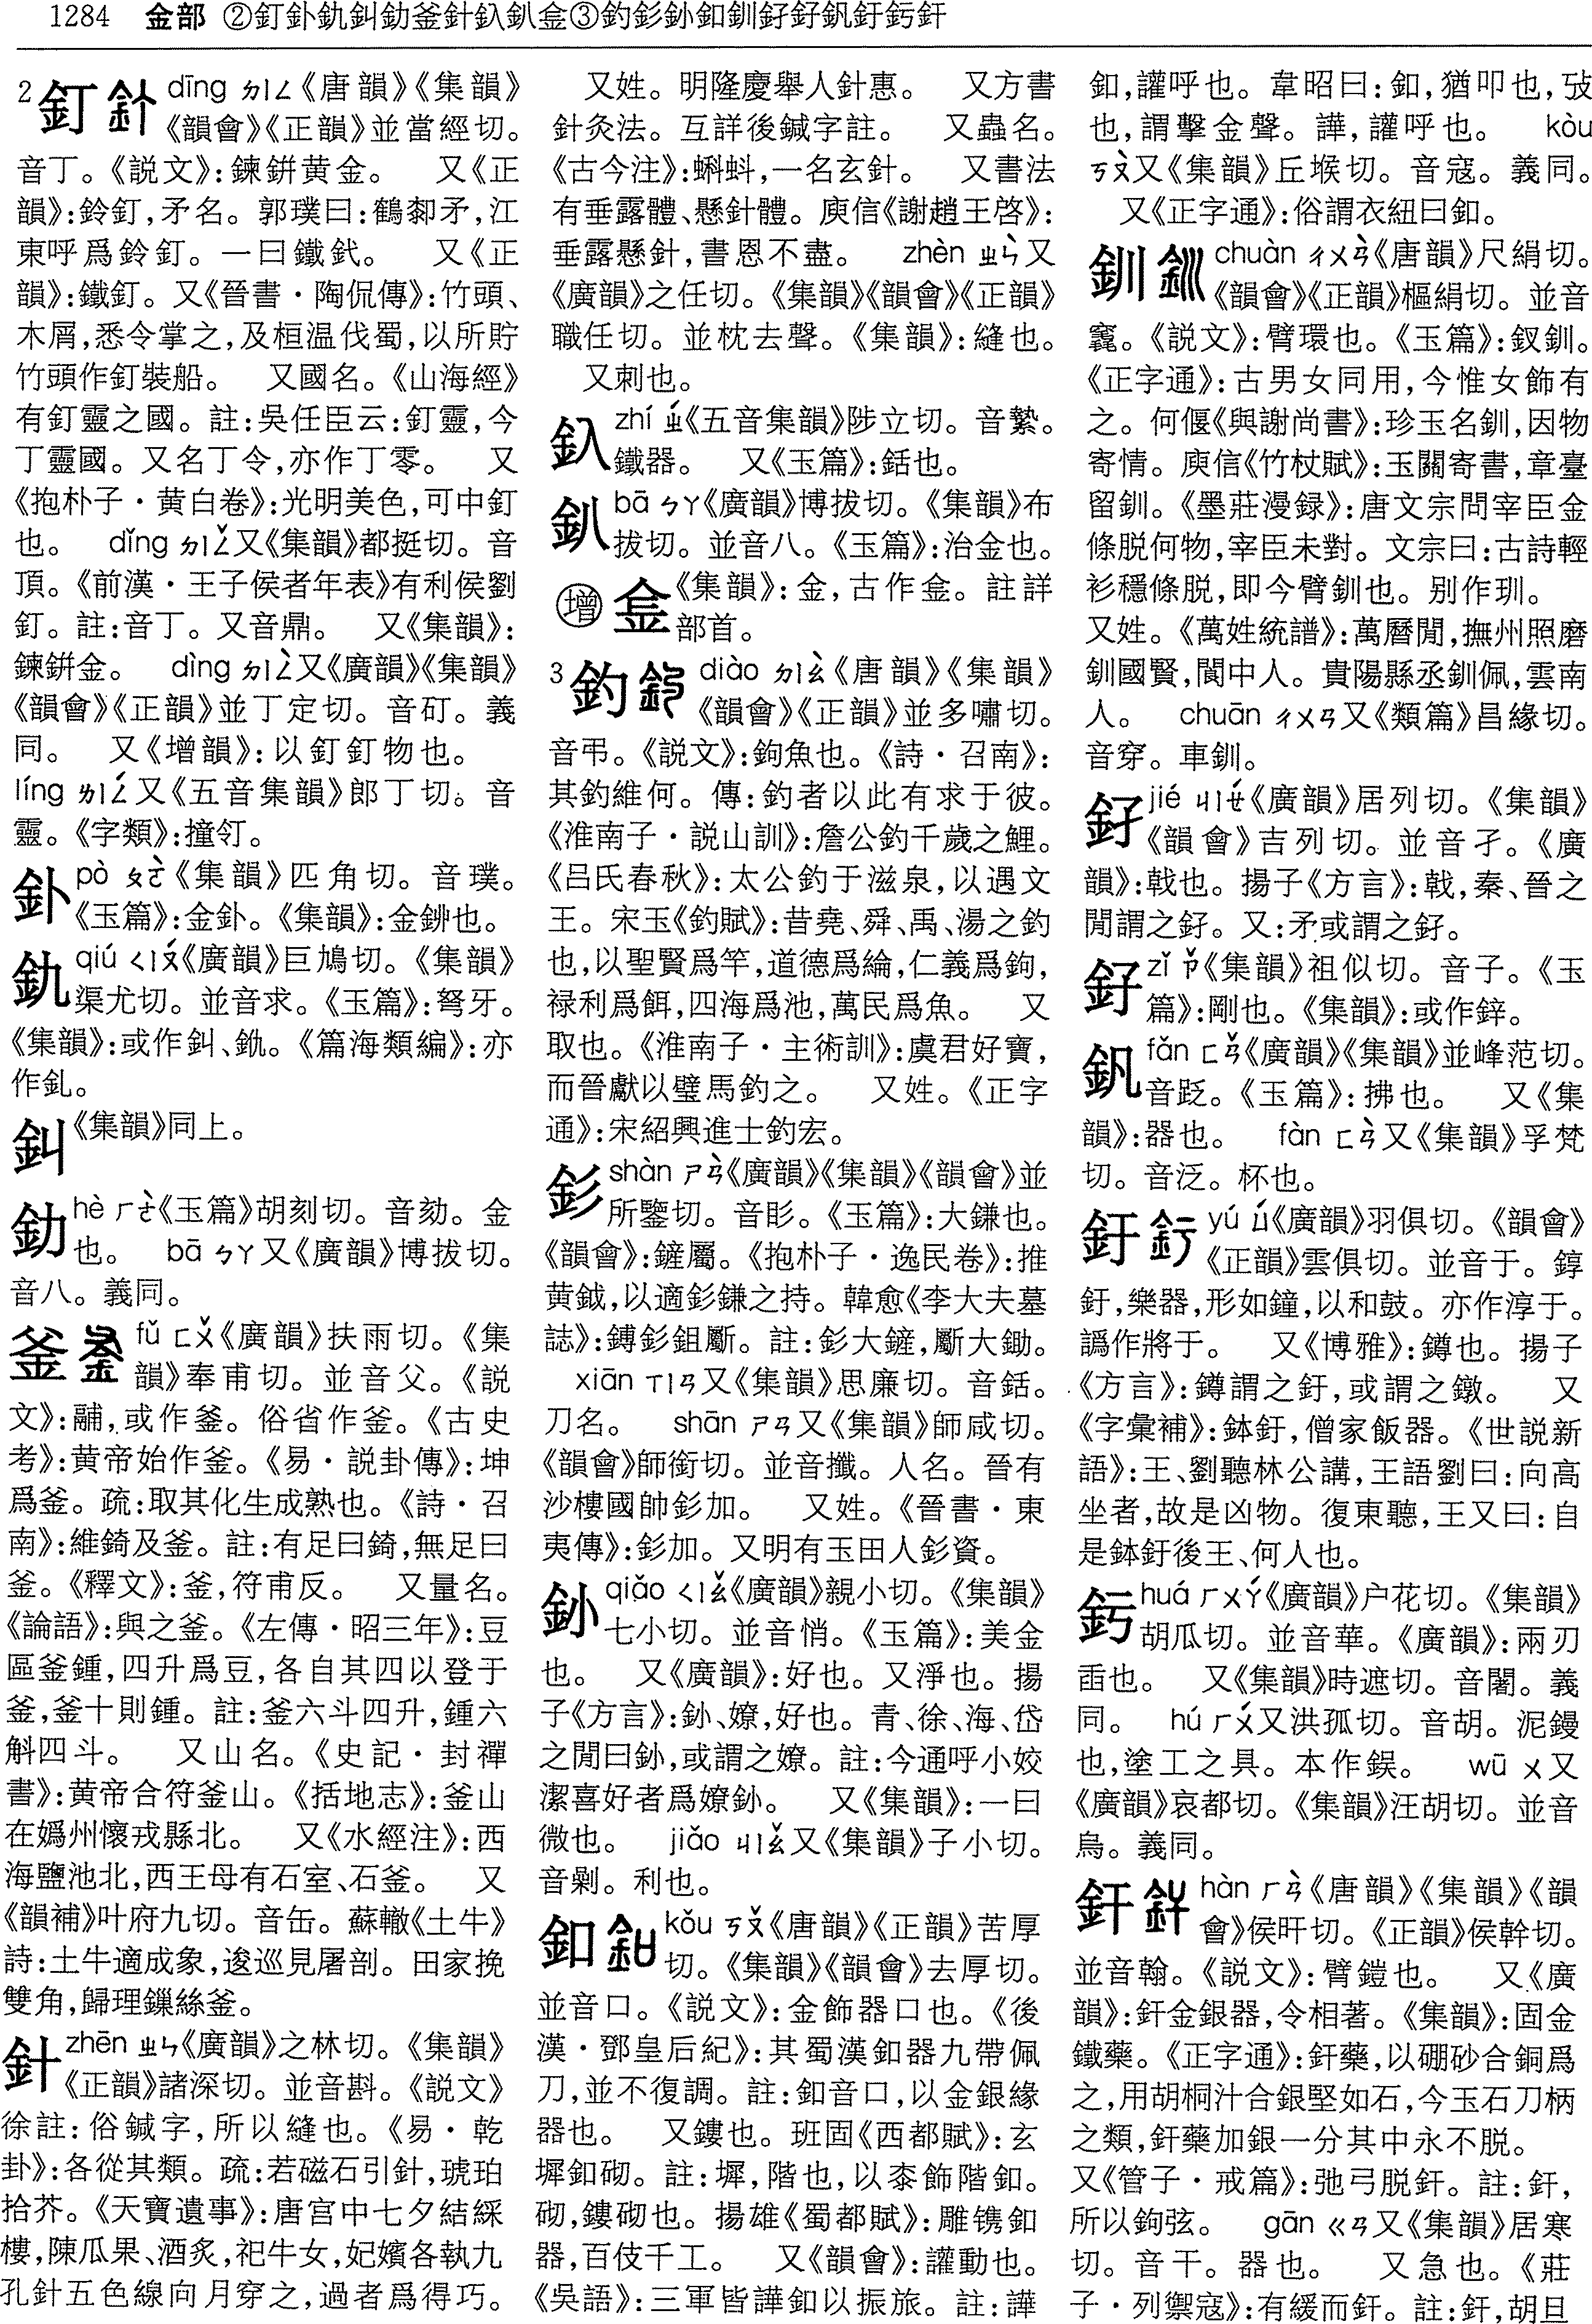 1284 金部 ②釘釙釚釻釛釜針釞釟⾦③釣釤釥釦釧釨釨釩釪釫釬
2釘 dīng ㄉㄧㄥ《唐韻》《集韻》
《韻會》《正韻》並當經切。
音丁。《説文》:鍊鉼黄金。 又《正
韻》:鈴釘,矛名。郭璞曰:鶴䣛矛,江
東呼爲鈴釘。一曰鐵釴。 又《正
韻》:鐵釘。又《晉書·陶侃傳》:竹頭、
木屑,悉令掌之,及桓温伐蜀,以所貯
竹頭作釘裝船。 又國名。《山海經》
有釘靈之國。註:吳任臣云:釘靈,今
丁靈國。又名丁令,亦作丁零。 又
《抱朴子·黄白卷》:光明美色,可中釘
也。 dǐng ㄉㄧㄥˇ又《集韻》都挺切。音
頂。《前漢·王子侯者年表》有利侯劉
釘。註:音丁。又音鼎。 又《集韻》:
鍊鉼金。 dìng ㄉㄧㄥˋ又《廣韻》《集韻》
《韻會》《正韻》並丁定切。音矴。義
同。 又《增韻》:以釘釘物也。
líng ㄌㄧㄥˊ又《五音集韻》郎丁切。音
靈。《字類》:撞釘。
釙 pò ㄆㄛˋ《集韻》匹角切。音璞。
《玉篇》:金釙。《集韻》:金鉚也。
釚 qiú ㄑㄧㄡˊ《廣韻》巨鳩切。《集韻》
渠尤切。並音求。《玉篇》:弩牙。
《集韻》:或作釻、銂。《篇海類編》:亦
作釓。
《集韻》同上。
釛 hè ㄏㄜˋ《玉篇》胡刻切。音劾。金
也。 bā ㄅㄚ又《廣韻》博拔切。
音八。義同。
釜 fǔ ㄈㄨˇ《廣韻》扶雨切。《集
韻》奉甫切。並音父。《説
文》:鬴,或作釜。俗省作釜。《古史
考》:黄帝始作釜。《易·説卦傳》:坤
爲釜。疏:取其化生成熟也。《詩·召
南》:維錡及釜。註:有足曰錡,無足曰
釜。《釋文》:釜,符甫反。 又量名。
《論語》:與之釜。《左傳·昭三年》:豆
區釜鍾,四升爲豆,各自其四以登于
釜,釜十則鍾。註:釜六斗四升,鍾六
斛四斗。 又山名。《史記·封禪
書》:黄帝合符釜山。《括地志》:釜山
在嬀州懷戎縣北。 又《水經注》:西
海鹽池北,西王母有石室、石釜。 又
《韻補》叶府九切。音缶。蘇轍《土牛》
詩:土牛適成象,逡巡見屠剖。田家挽
雙角,歸理鏁絲釜。
針 zhēn ㄓㄣ《廣韻》之林切。《集韻》
《正韻》諸深切。並音斟。《説文》
徐註:俗鍼字,所以縫也。《易·乾
卦》:各從其類。疏:若磁石引針,琥珀
拾芥。《天寶遺事》:唐宫中七夕結綵
樓,陳瓜果、酒炙,祀牛女,妃嬪各執九
孔針五色線向月穿之,過者爲得巧。
又姓。明隆慶舉人針惠。 又方書
針灸法。互詳後鍼字註。 又蟲名。
《古今注》:蝌蚪,一名玄針。 又書法
有垂露體、懸針體。庾信《謝趙王啓》:
垂露懸針,書恩不盡。 zhèn ㄓㄣˋ又
《廣韻》之任切。《集韻》《韻會》《正韻》
職任切。並枕去聲。《集韻》:縫也。
又刺也。
釞 zhí ㄓˊ《五音集韻》陟立切。音縶。
鐵器。 又《玉篇》:銛也。
釟 bā ㄅㄚ《廣韻》博拔切。《集韻》布
拔切。並音八。《玉篇》:治金也。
增 《集韻》:金,古作金。註詳
部首。
3釣 diào ㄉㄧㄠˋ《唐韻》《集韻》
《韻會》《正韻》並多嘯切。
音弔。《説文》:鉤魚也。《詩·召南》:
其釣維何。傳:釣者以此有求于彼。
《淮南子·説山訓》:詹公釣千歲之鯉。
《吕氏春秋》:太公釣于滋泉,以遇文
王。宋玉《釣賦》:昔堯、舜、禹、湯之釣
也,以聖賢爲竿,道德爲綸,仁義爲鉤,
禄利爲餌,四海爲池,萬民爲魚。 又
取也。《淮南子·主術訓》:虞君好寶,
而晉獻以璧馬釣之。 又姓。《正字
通》:宋紹興進士釣宏。
釤 shàn ㄕㄢˋ《廣韻》《集韻》《韻會》並
所鑒切。音髟。《玉篇》:大鎌也。
《韻會》:鏟屬。《抱朴子·逸民卷》:推
黄鉞,以適釤鎌之持。韓愈《李大夫墓
誌》:鎛釤鉏斸。註:釤大鏟,斸大鋤。
xiān ㄒㄧㄢ又《集韻》思廉切。音銛。
刀名。 shān ㄕㄢ又《集韻》師咸切。
《韻會》師銜切。並音攕。人名。晉有
沙樓國帥釤加。 又姓。《晉書·東
夷傳》:釤加。又明有玉田人釤資。
釥 qiǎo ㄑㄧㄠˇ《廣韻》親小切。《集韻》
七小切。並音悄。《玉篇》:美金
也。 又《廣韻》:好也。又淨也。揚
子《方言》:釥、嫽,好也。青、徐、海、岱
之閒曰釥,或謂之嫽。註:今通呼小姣
潔喜好者爲嫽釥。 又《集韻》:一曰
微也。 jiǎo ㄐㄧㄠˇ又《集韻》子小切。
音剿。利也。
釦 kǒu ㄎㄡˇ《唐韻》《正韻》苦厚
切。《集韻》《韻會》去厚切。
並音口。《説文》:金飾器口也。《後
漢·鄧皇后紀》:其蜀漢釦器九帶佩
刀,並不復調。註:釦音口,以金銀緣
器也。 又鏤也。班固《西都賦》:玄
墀釦砌。註:墀,階也,以桼飾階釦。
砌,鏤砌也。揚雄《蜀都賦》:雕鎸釦
器,百伎千工。 又《韻會》:讙動也。
《吳語》:三軍皆譁釦以振旅。註:譁
釦,讙呼也。韋昭曰:釦,猶叩也,攱
也,謂擊金聲。譁,讙呼也。 kòu
ㄎㄡˋ又《集韻》丘堠切。音寇。義同。
又《正字通》:俗謂衣紐曰釦。
釧 chuàn ㄔㄨㄢˋ《唐韻》尺絹切。
《韻會》《正韻》樞絹切。並音
竁。《説文》:臂環也。《玉篇》:釵釧。
《正字通》:古男女同用,今惟女飾有
之。何偃《與謝尚書》:珍玉名釧,因物
寄情。庾信《竹杖賦》:玉關寄書,章臺
留釧。《墨莊漫録》:唐文宗問宰臣金
條脱何物,宰臣未對。文宗曰:古詩輕
衫穩條脱,即今臂釧也。别作玔。
又姓。《萬姓統譜》:萬曆閒,撫州照磨
釧國賢,閬中人。貴陽縣丞釧佩,雲南
人。 chuān ㄔㄨㄢ又《類篇》昌緣切。
音穿。車釧。
釨 jié ㄐㄧㄝˊ《廣韻》居列切。《集韻》
《韻會》吉列切。並音孑。《廣
韻》:戟也。揚子《方言》:戟,秦、晉之
閒謂之釨。又:矛或謂之釨。
釨 zǐ ㄗˇ《集韻》祖似切。音子。《玉
篇》:剛也。《集韻》:或作鋅。
釩 fǎn ㄈㄢˇ《廣韻》《集韻》並峰范切。
音䟪。《玉篇》:拂也。 又《集
韻》:器也。 fàn ㄈㄢˋ又《集韻》孚梵
切。音泛。杯也。
釪 yú ㄩˊ《廣韻》羽俱切。《韻會》
《正韻》雲俱切。並音于。錞
釪,樂器,形如鐘,以和鼓。亦作淳于。
譌作將于。 又《博雅》:鐏也。揚子
《方言》:鐏謂之釪,或謂之鐓。 又
《字彙補》:鉢釪,僧家飯器。《世説新
語》:王、劉聽林公講,王語劉曰:向高
坐者,故是凶物。復東聽,王又曰:自
是鉢釪後王、何人也。
釫 huá ㄏㄨㄚˊ《廣韻》户花切。《集韻》
胡瓜切。並音華。《廣韻》:兩刃
臿也。 又《集韻》時遮切。音闍。義
同。 hú ㄏㄨˊ又洪孤切。音胡。泥鏝
也,塗工之具。本作鋘。 wū ㄨ又
《廣韻》哀都切。《集韻》汪胡切。並音
烏。義同。
釬 hàn ㄏㄢˋ《唐韻》《集韻》《韻
會》侯旰切。《正韻》侯幹切。
並音翰。《説文》:臂鎧也。 又《廣
韻》:釬金銀器,令相著。《集韻》:固金
鐵藥。《正字通》:釬藥,以硼砂合銅爲
之,用胡桐汁合銀堅如石,今玉石刀柄
之類,釬藥加銀一分其中永不脱。
又《管子·戒篇》:弛弓脱釬。註:釬,
所以鉤弦。 gān ㄍㄢ又《集韻》居寒
切。音干。器也。 又急也。《莊
子·列禦寇》:有緩而釬。註:釬,胡旦